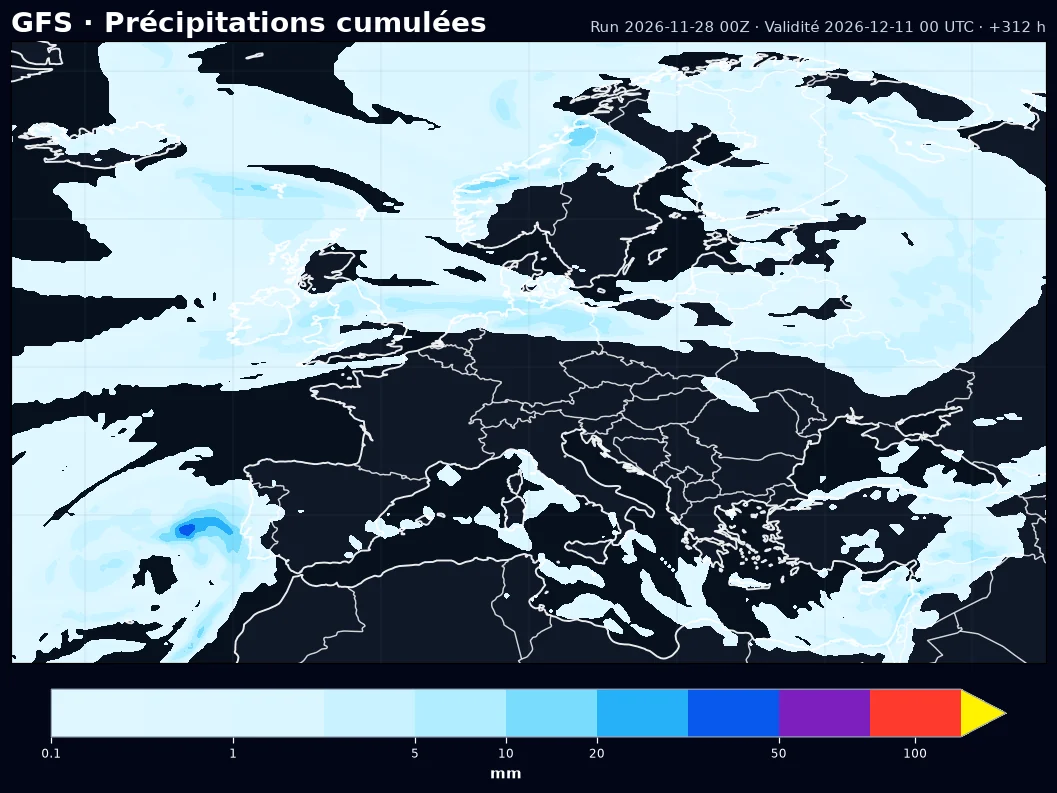 GFS · Précipitations cumulées
Run 2026-11-28 00Z · Validité 2026-12-11 00 UTC · +312 h
0.1 1 5 10 20 50 100
mm